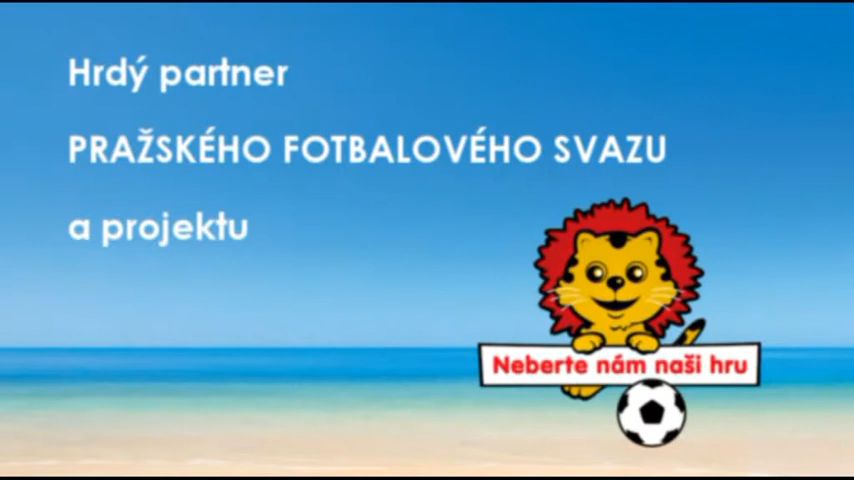 Hrdý partner
PRAŽSKÉHO FOTBALOVÉHO SVAZU
a projektu
Neberte nám naši hru